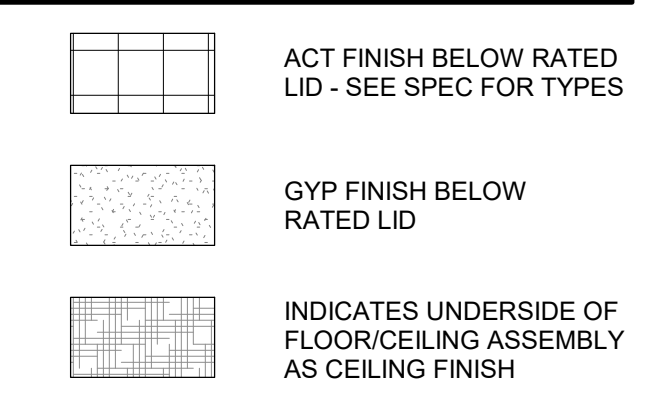 ACT FINISH BELOW RATED
LID - SEE SPEC FOR TYPES
GYP FINISH BELOW
RATED LID
INDICATES UNDERSIDE OF
FLOOR/CEILING ASSEMBLY
AS CEILING FINISH